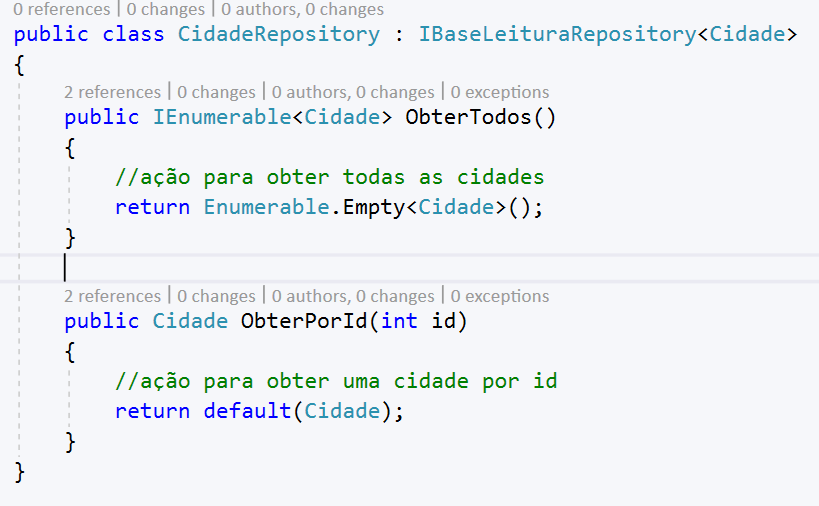 0 references | 0 changes | 0 authors, 0 changes
public class CidadeRepository : IBaseLeituraRepository<Cidade>
{
2 references | 0 changes | 0 authors, 0 changes | 0 exceptions
public IEnumerable<Cidade> ObterTodos()
{
//ação para obter todas as cidades
return Enumerable.Empty<Cidade>();
}
2 references | 0 changes | 0 authors, 0 changes | 0 exceptions
public Cidade ObterPorId(int id)
{
//ação para obter uma cidade por id
return default(Cidade);
}
}